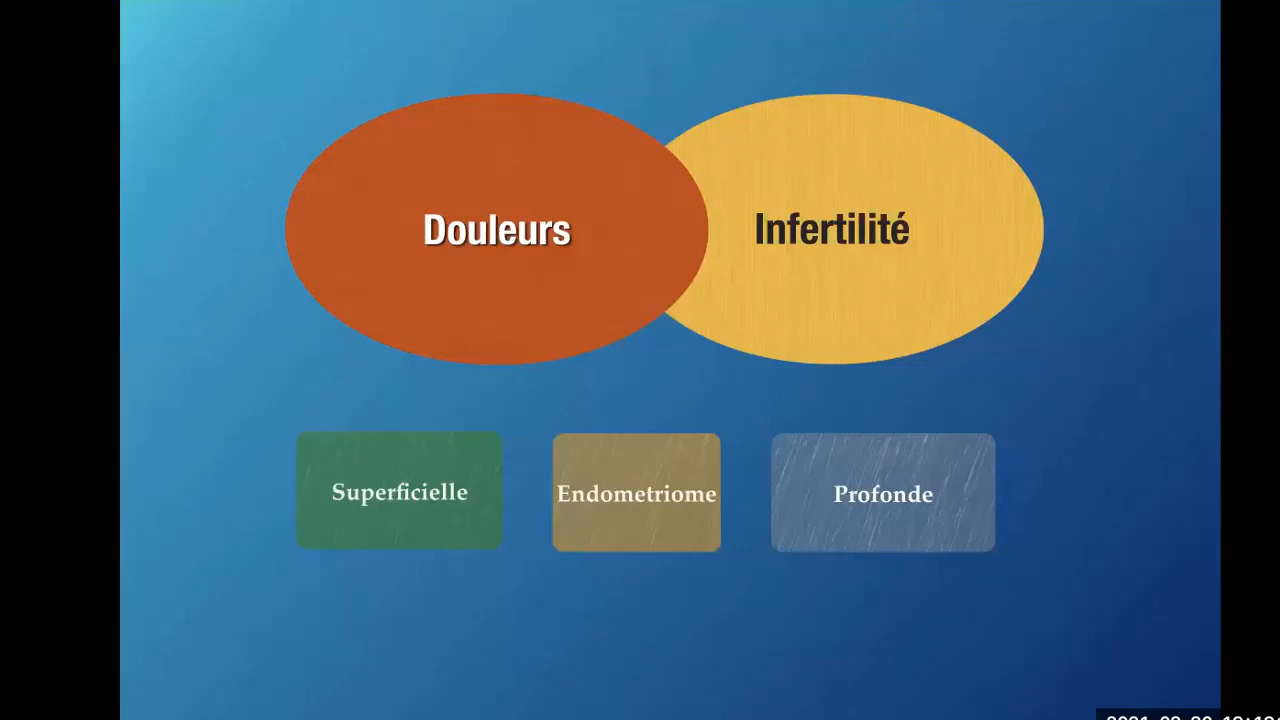 Douleurs
Infertilité
Superficielle
Endometriome
Profonde